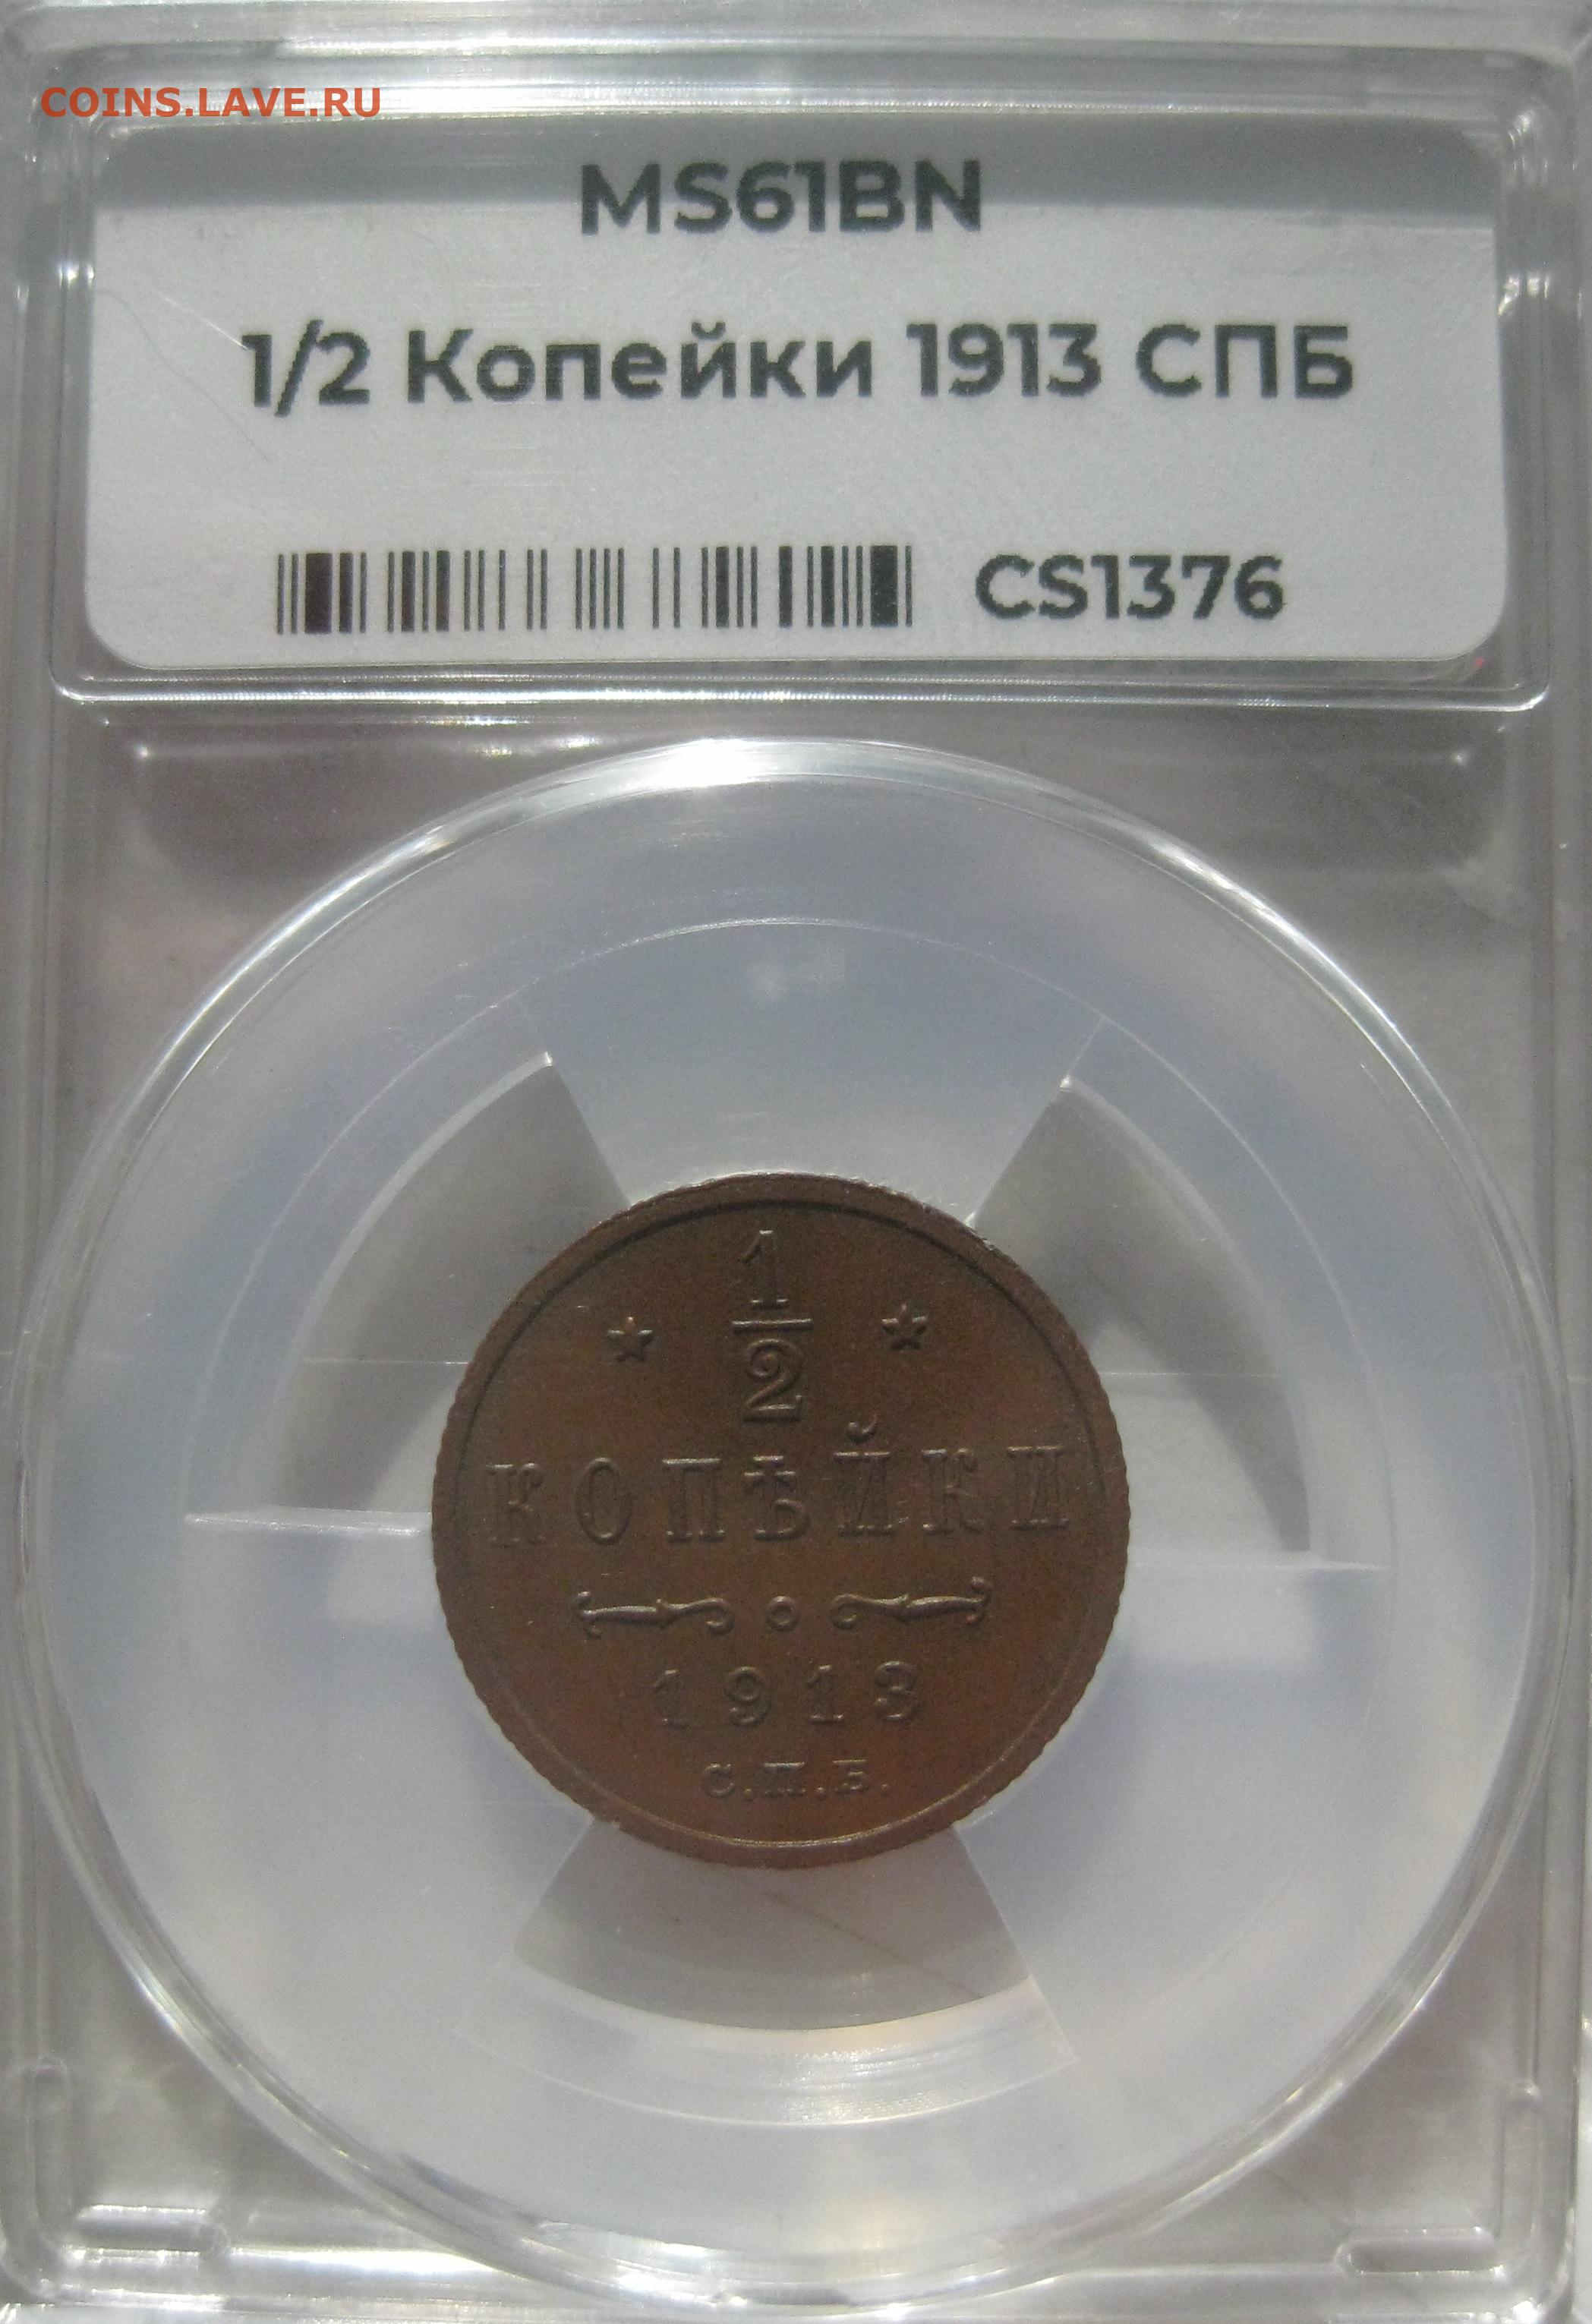 COINS.LAVE.RU
MS61BN
1/2 Копейки 1913 СПБ
CS1376
1
2
КОПѢЙКИ
1913
С.П.Б.